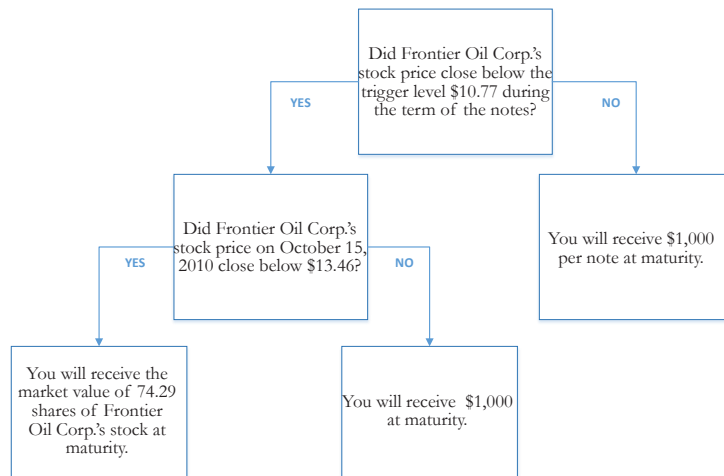 Did Frontier Oil Corp.'s
stock price close below the
trigger level $10.77 during
the term of the notes?
YES
NO
Did Frontier Oil Corp.'s
stock price on October 15,
2010 close below $13.46?
You will receive $1,000
per note at maturity.
YES
NO
You will receive the
market value of 74.29
shares of Frontier
Oil Corp.'s stock at
maturity.
You will receive $1,000
at maturity.